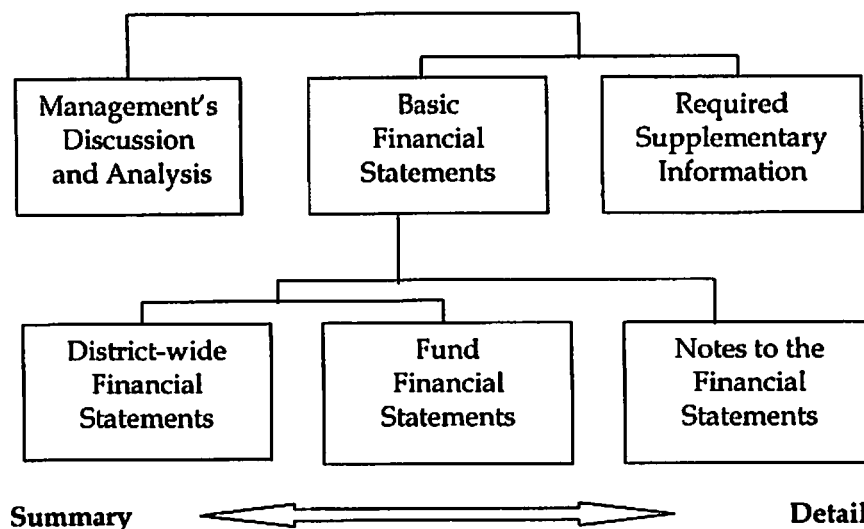 Management's
Discussion
and Analysis
Basic
Financial
Statements
Required
Supplementary
Information
District-wide
Financial
Statements
Fund
Financial
Statements
Notes to the
Financial
Statements
Summary
Detail